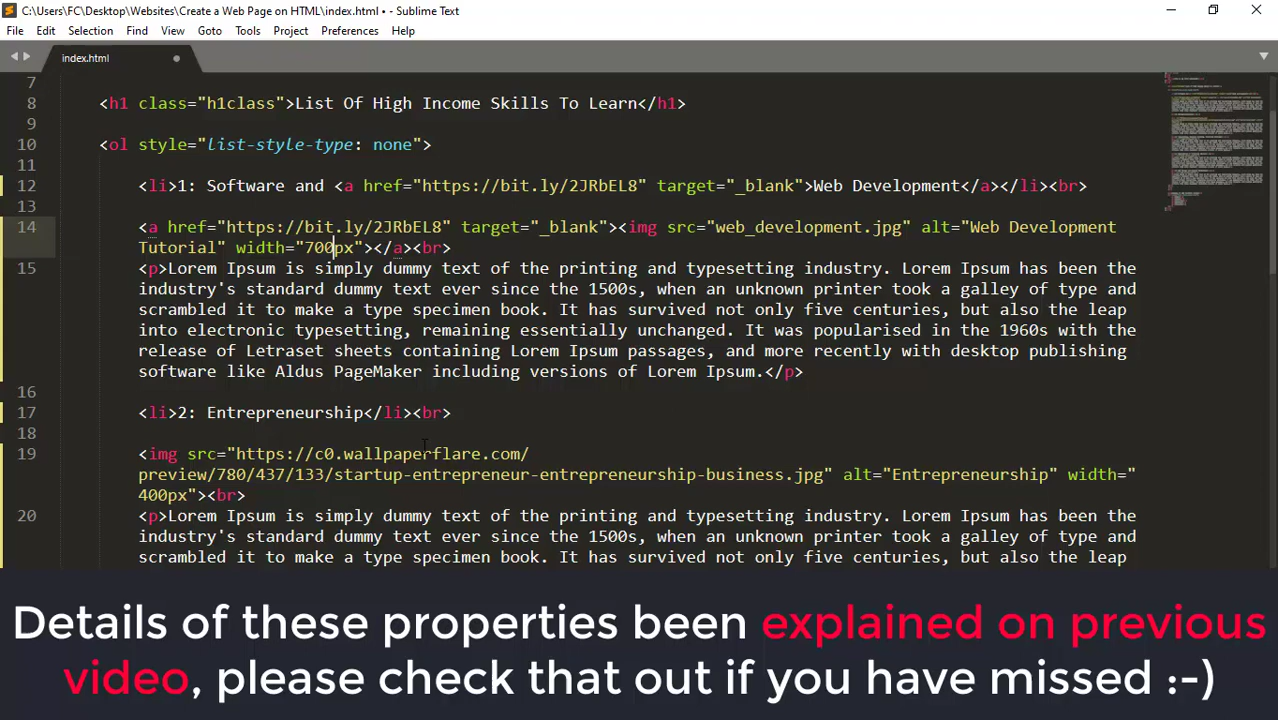 C:\Users\FC\Desktop\Websites\Create a Web Page on HTML\index.html • - Sublime Text
File Edit Selection Find View Goto Tools Project Preferences Help
index.html
7
8 <h1 class="h1class">List Of High Income Skills To Learn</h1>
9
10 <ol style="list-style-type: none">
11
12 <li>1: Software and <a href="https://bit.ly/2JRbEL8" target="_blank">Web Development</a></li><br>
13
14 <a href="https://bit.ly/2JRbEL8" target="_blank"><img src="web_development.jpg" alt="Web Development
Tutorial" width="700px"></a><br>
15 <p>Lorem Ipsum is simply dummy text of the printing and typesetting industry. Lorem Ipsum has been the
industry's standard dummy text ever since the 1500s, when an unknown printer took a galley of type and
scrambled it to make a type specimen book. It has survived not only five centuries, but also the leap
into electronic typesetting, remaining essentially unchanged. It was popularised in the 1960s with the
release of Letraset sheets containing Lorem Ipsum passages, and more recently with desktop publishing
software like Aldus PageMaker including versions of Lorem Ipsum.</p>
16
17 <li>2: Entrepreneurship</li><br>
18
19 <img src="https://c0.wallpaperflare.com/
preview/780/437/133/startup-entrepreneur-entrepreneurship-business.jpg" alt="Entrepreneurship" width="
400px"><br>
20 <p>Lorem Ipsum is simply dummy text of the printing and typesetting industry. Lorem Ipsum has been the
industry's standard dummy text ever since the 1500s, when an unknown printer took a galley of type and
scrambled it to make a type specimen book. It has survived not only five centuries, but also the leap
Details of these properties been explained on previous
video, please check that out if you have missed :-)